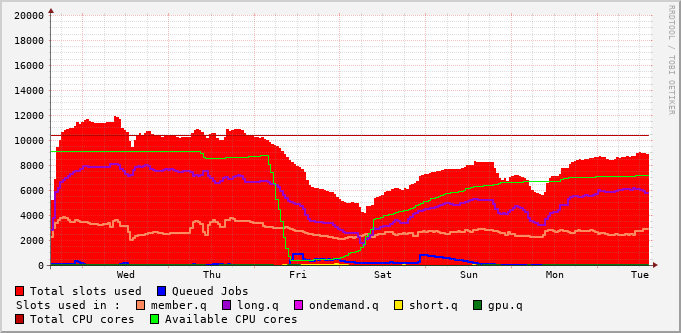 20000
18000
16000
14000
12000
10000
8000
6000
4000
2000
0
Wed Thu Fri Sat Sun Mon Tue
Total slots used Queued Jobs
Slots used in : member.q long.q ondemand.q short.q gpu.q
Total CPU cores Available CPU cores
RRDTOOL / TOBI OETIKER